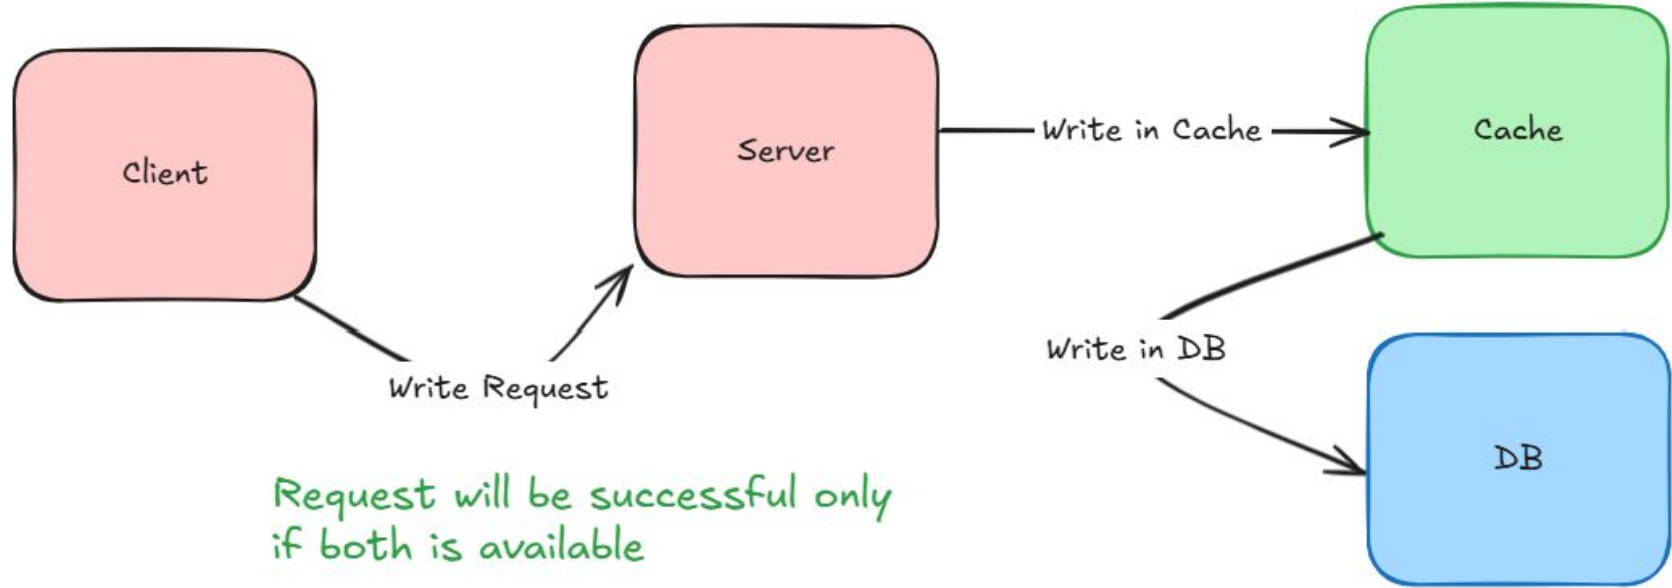 Client
Server
Write in Cache
Cache
Write Request
Write in DB
DB
Request will be successful only
if both is available